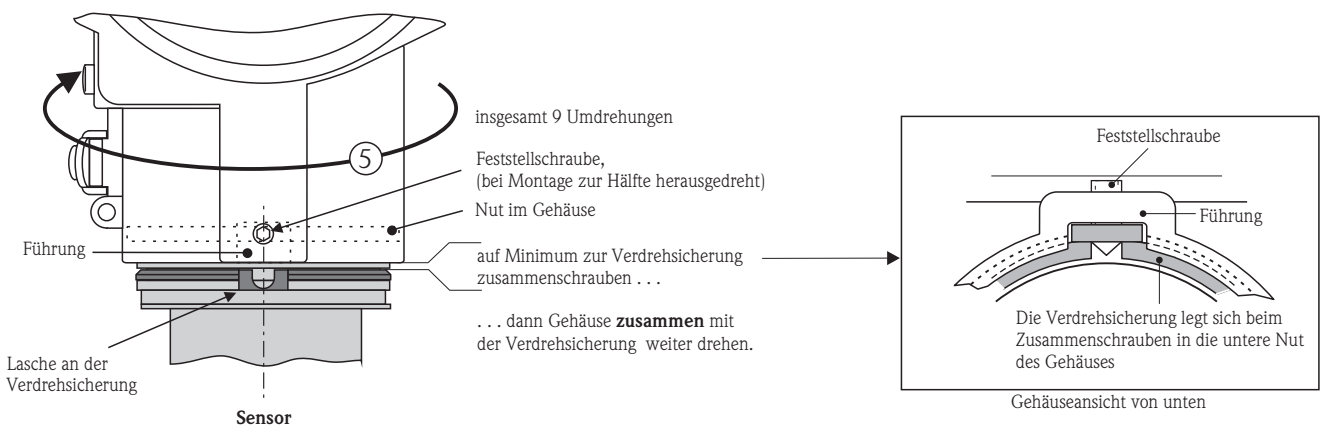 5
insgesamt 9 Umdrehungen
Feststellschraube,
(bei Montage zur Hälfte herausgedreht)
Nut im Gehäuse
Führung
auf Minimum zur Verdrehsicherung
zusammenschrauben . . .
. . . dann Gehäuse zusammen mit
der Verdrehsicherung weiter drehen.
Lasche an der
Verdrehsicherung
Sensor
Feststellschraube
Führung
Die Verdrehsicherung legt sich beim
Zusammenschrauben in die untere Nut
des Gehäuses
Gehäuseansicht von unten